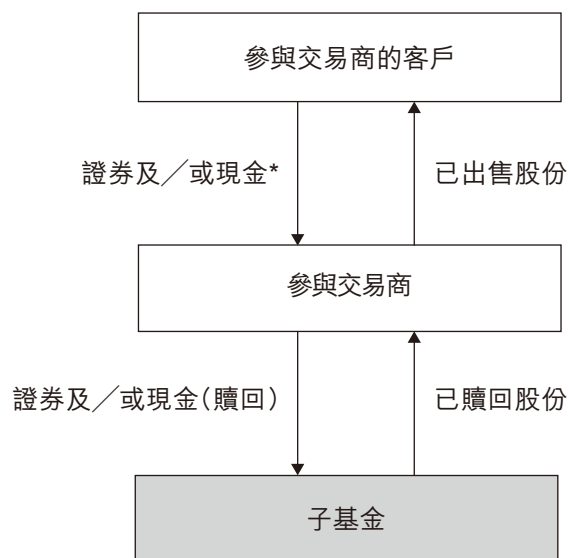 參與交易商的客戶
證券及╱或現金*
已出售股份
參與交易商
證券及╱或現金(贖回)
已贖回股份
子基金